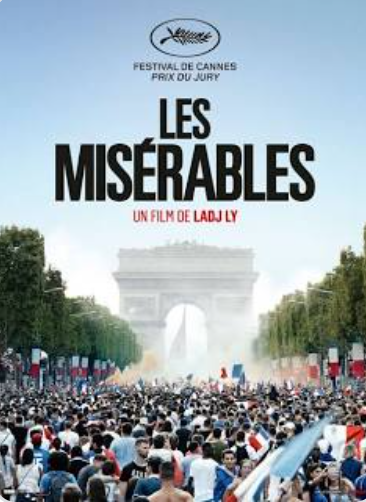 FESTIVAL DE CANNES
PRIX DU JURY
LES
MISÉRABLES
UN FILM DE LADJ LY